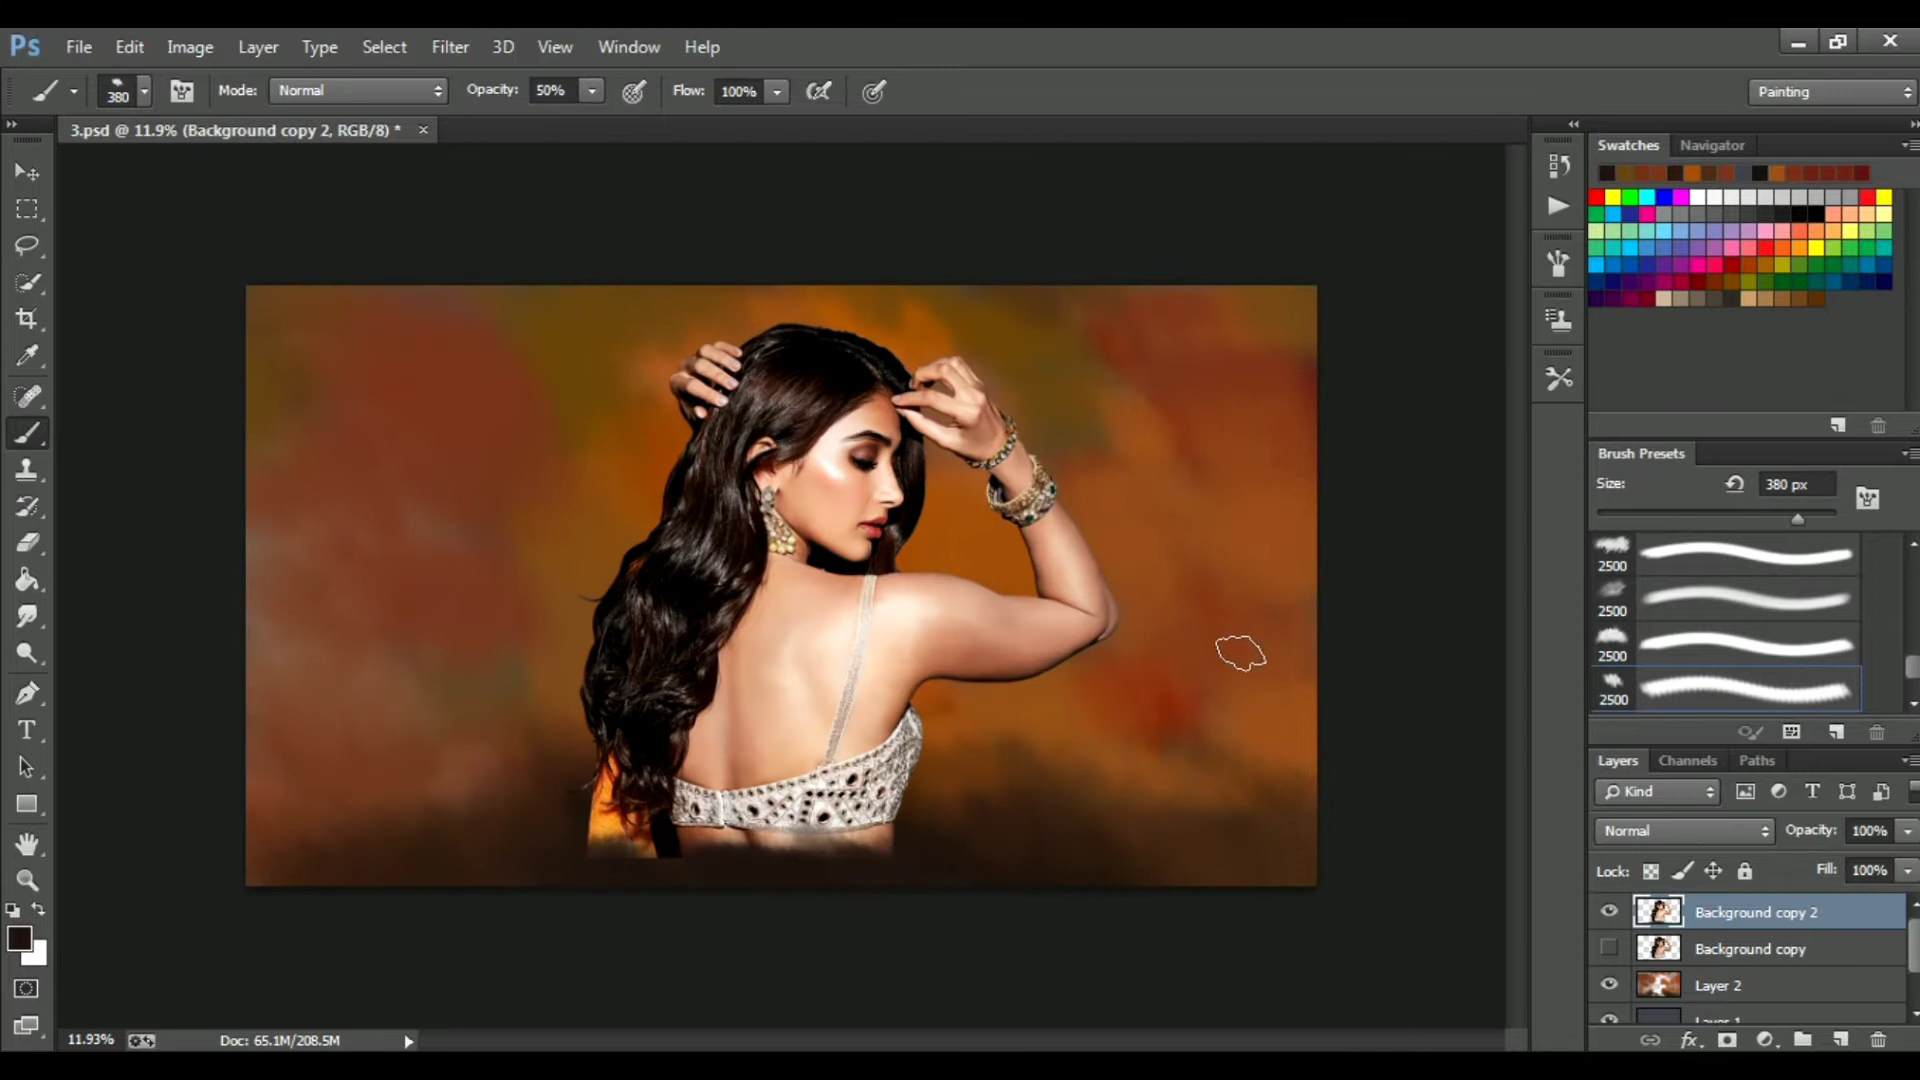 Ps File Edit Image Layer Type Select Filter 3D View Window Help
380 Mode: Normal Opacity: 50% Flow: 100% Painting
3.psd @ 11.9% (Background copy 2, RGB/8) *
Swatches Navigator
Brush Presets
Size: 380 px
2500
2500
2500
2500
Layers Channels Paths
Kind
Normal Opacity: 100%
Lock: Fill: 100%
Background copy 2
Background copy
Layer 2
Layer 1
11.93% Doc: 65.1M/208.5M